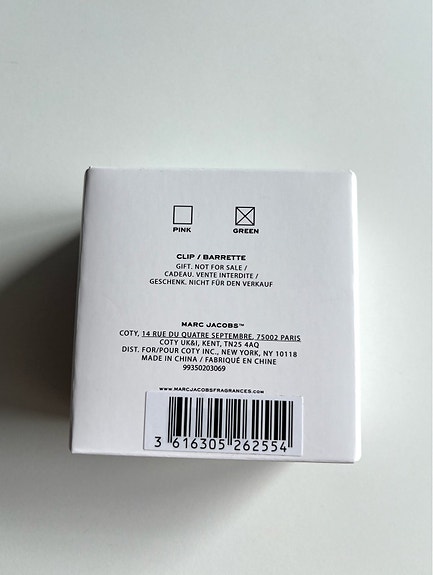 PINK GREEN
CLIP / BARRETTE
GIFT. NOT FOR SALE /
CADEAU. VENTE INTERDITE /
GESCHENK. NICHT FÜR DEN VERKAUF
MARC JACOBS™
COTY, 14 RUE DU QUATRE SEPTEMBRE, 75002 PARIS
COTY UK&I, KENT, TN25 4AQ
DIST. FOR/POUR COTY INC., NEW YORK, NY 10118
MADE IN CHINA / FABRIQUÉ EN CHINE
99350203069
WWW.MARCJACOBSFRAGRANCES.COM
3 616305 262554